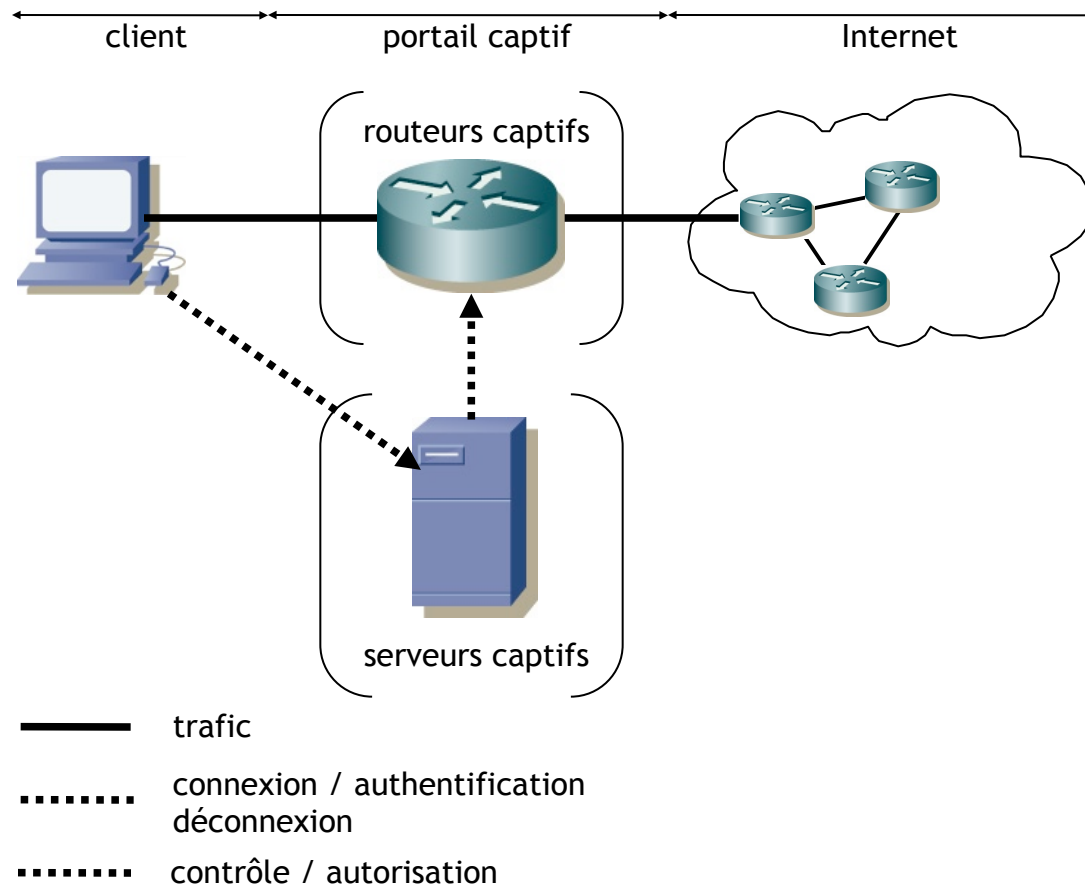 client
portail captif
Internet
routeurs captifs
serveurs captifs
trafic
connexion / authentification
déconnexion
contrôle / autorisation